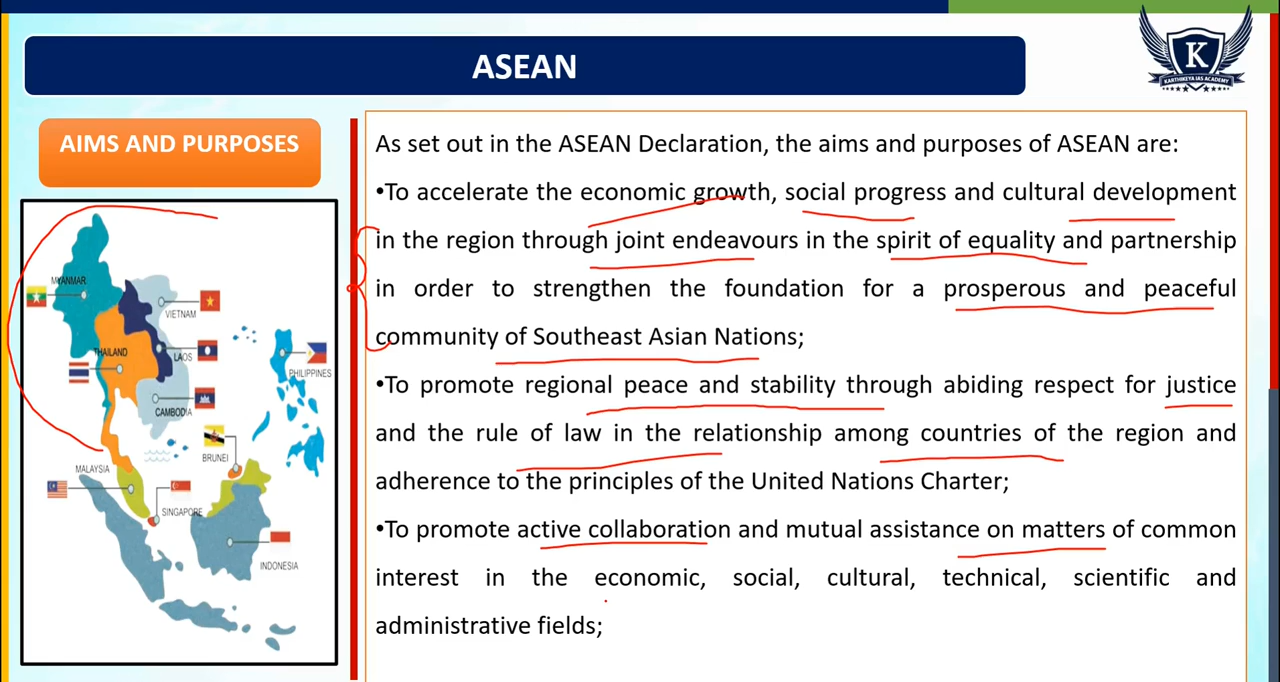 ASEAN
K
KARTHIKEYA IAS ACADEMY
AIMS AND PURPOSES
As set out in the ASEAN Declaration, the aims and purposes of ASEAN are:
•To accelerate the economic growth, social progress and cultural development
in the region through joint endeavours in the spirit of equality and partnership
in order to strengthen the foundation for a prosperous and peaceful
community of Southeast Asian Nations;
•To promote regional peace and stability through abiding respect for justice
and the rule of law in the relationship among countries of the region and
adherence to the principles of the United Nations Charter;
•To promote active collaboration and mutual assistance on matters of common
interest in the economic, social, cultural, technical, scientific and
administrative fields;
MYANMAR
VIETNAM
THAILAND
LAOS
PHILIPPINES
CAMBODIA
BRUNEI
MALAYSIA
SINGAPORE
INDONESIA